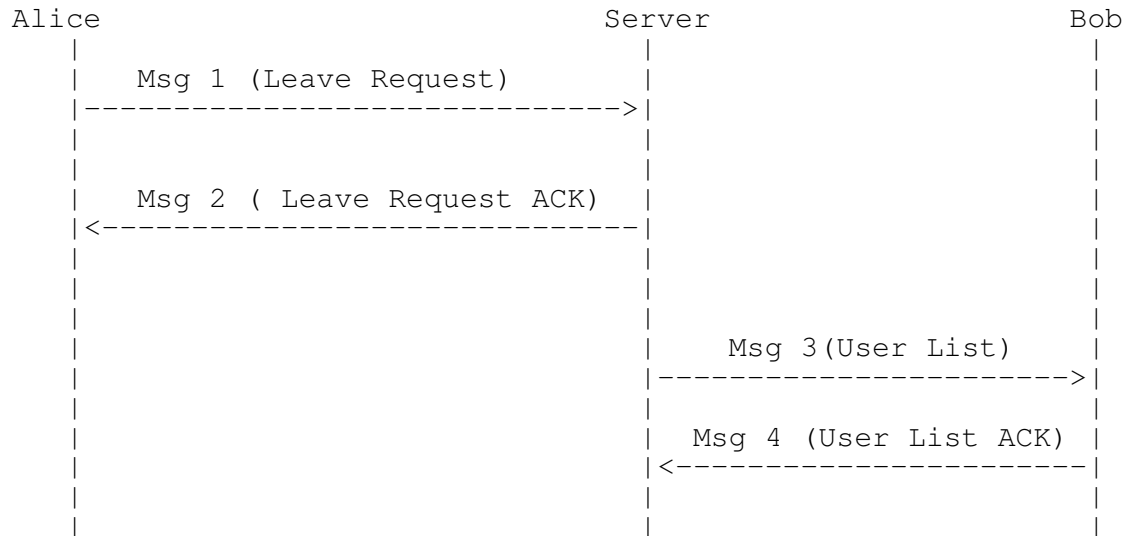 Alice Server Bob
Msg 1 (Leave Request)
Msg 2 ( Leave Request ACK)
Msg 3(User List)
Msg 4 (User List ACK)